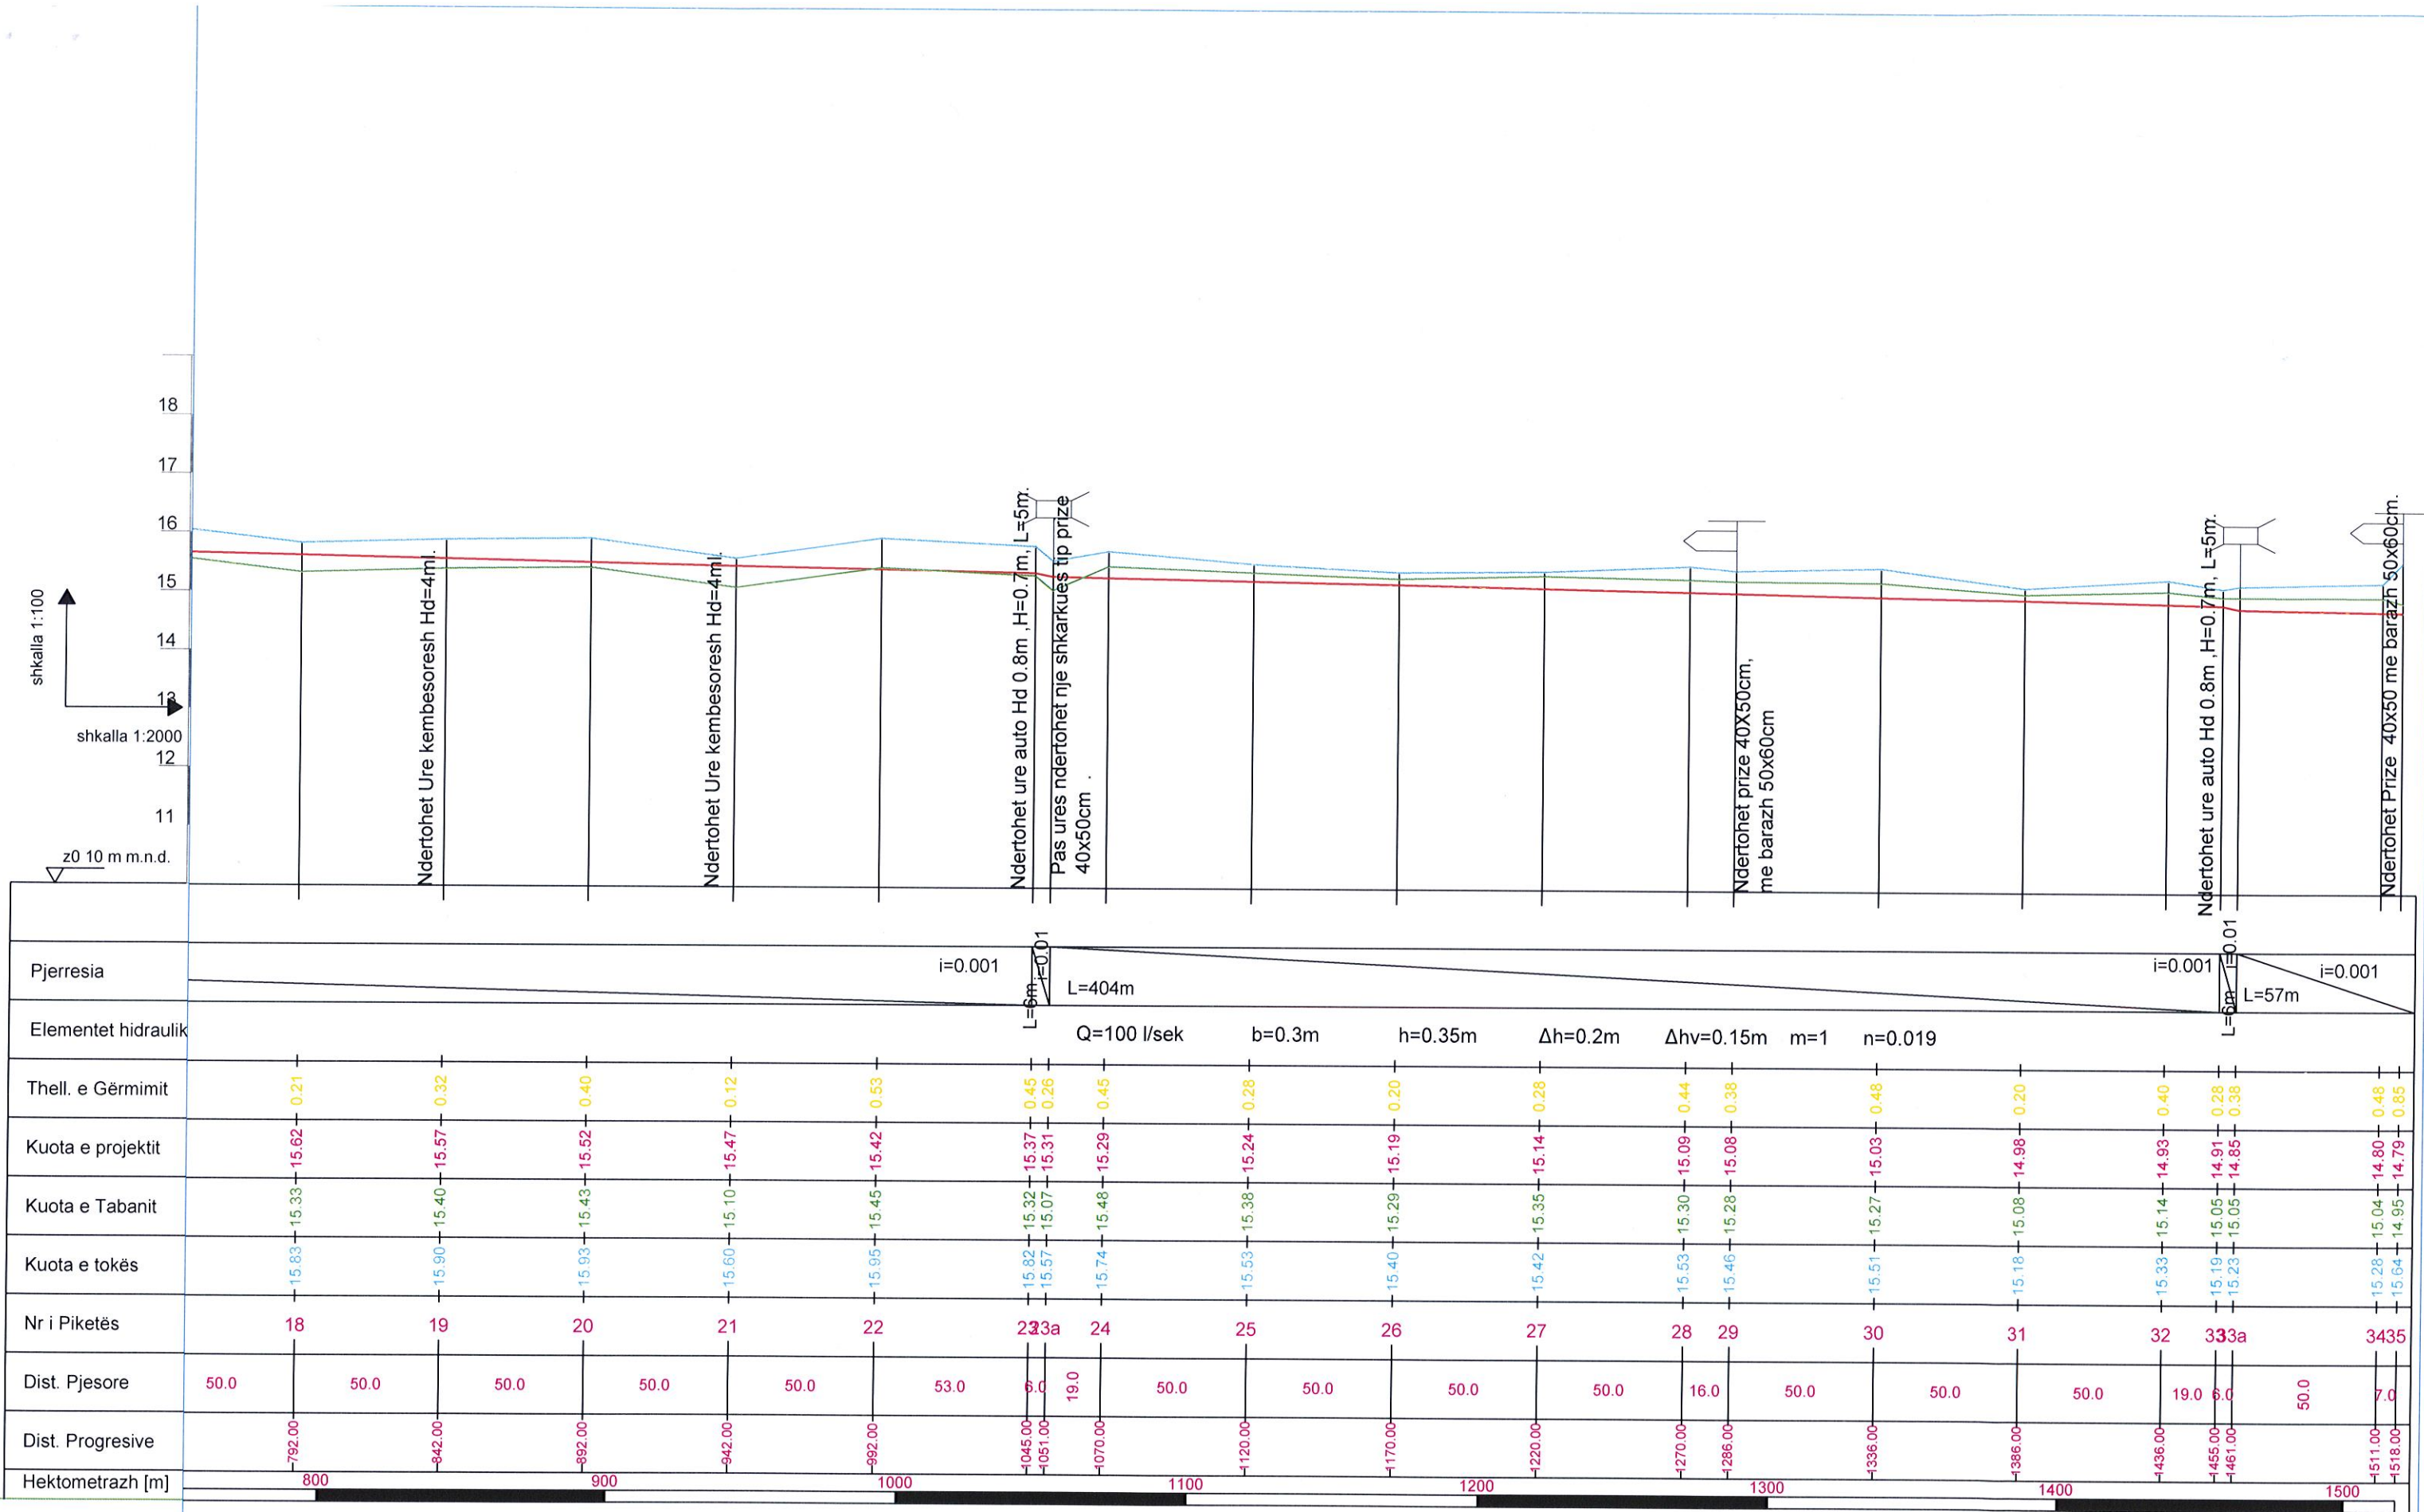 18
17
16
15
14
13
12
11
shkalla 1:100
shkalla 1:2000
z0 10 m m.n.d.
Ndertohet Ure kembesoresh Hd=4ml.
Ndertohet Ure kembesoresh Hd=4ml.
Ndertohet ure auto Hd 0.8m ,H=0.7m, L=5m.
Pas ures ndertohet nje shkarkues tip prize
40x50cm .
Ndertohet prize 40X50cm,
me barazh 50x60cm
Ndertohet ure auto Hd 0.8m ,H=0.7m, L=5m.
Ndertohet Prize 40x50 me barazh 50x60cm.
Pjerresia
i=0.001 L=6m i=0.01 L=404m i=0.001 L=6m i=0.01 L=57m i=0.001
Elementet hidraulik
Q=100 l/sek b=0.3m h=0.35m Δh=0.2m Δhv=0.15m m=1 n=0.019
Thell. e Gërmimit
0.21 0.32 0.40 0.12 0.53 0.45 0.26 0.45 0.28 0.20 0.28 0.44 0.38 0.48 0.20 0.40 0.28 0.38 0.48 0.85
Kuota e projektit
15.62 15.57 15.52 15.47 15.42 15.37 15.31 15.29 15.24 15.19 15.14 15.09 15.08 15.03 14.98 14.93 14.91 14.85 14.80 14.79
Kuota e Tabanit
15.33 15.40 15.43 15.10 15.45 15.32 15.07 15.48 15.38 15.29 15.35 15.30 15.28 15.27 15.08 15.14 15.05 15.05 15.04 14.95
Kuota e tokës
15.83 15.90 15.93 15.60 15.95 15.82 15.57 15.74 15.53 15.40 15.42 15.53 15.46 15.51 15.18 15.33 15.19 15.23 15.28 15.64
Nr i Piketës
18 19 20 21 22 23 23a 24 25 26 27 28 29 30 31 32 33 33a 34 35
Dist. Pjesore
50.0 50.0 50.0 50.0 50.0 53.0 6.0 19.0 50.0 50.0 50.0 50.0 16.0 50.0 50.0 50.0 19.0 6.0 50.0 7.0
Dist. Progresive
792.00 842.00 892.00 942.00 992.00 1045.00 1051.00 1070.00 1120.00 1170.00 1220.00 1270.00 1286.00 1336.00 1386.00 1436.00 1455.00 1461.00 1511.00 1518.00
Hektometrazh [m]
800 900 1000 1100 1200 1300 1400 1500